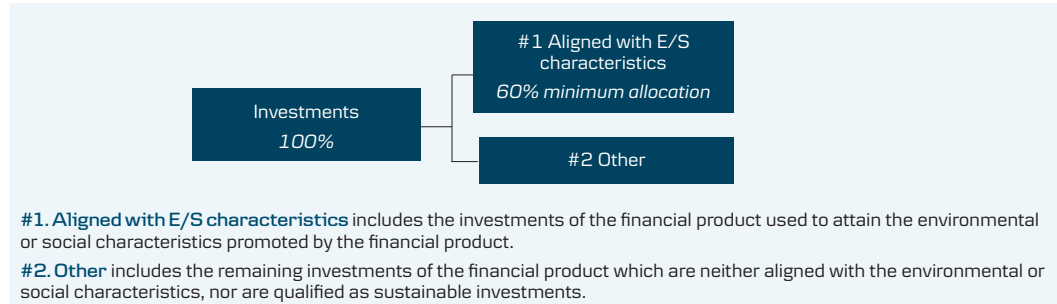 #1 Aligned with E/S
characteristics
60% minimum allocation
Investments
100%
#2 Other
#1. Aligned with E/S characteristics includes the investments of the financial product used to attain the environmental
or social characteristics promoted by the financial product.
#2. Other includes the remaining investments of the financial product which are neither aligned with the environmental or
social characteristics, nor are qualified as sustainable investments.